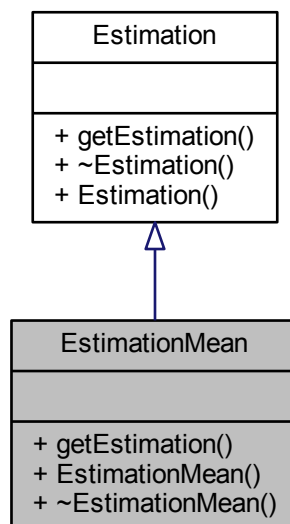 Estimation
+ getEstimation()
+ ~Estimation()
+ Estimation()
EstimationMean
+ getEstimation()
+ EstimationMean()
+ ~EstimationMean()